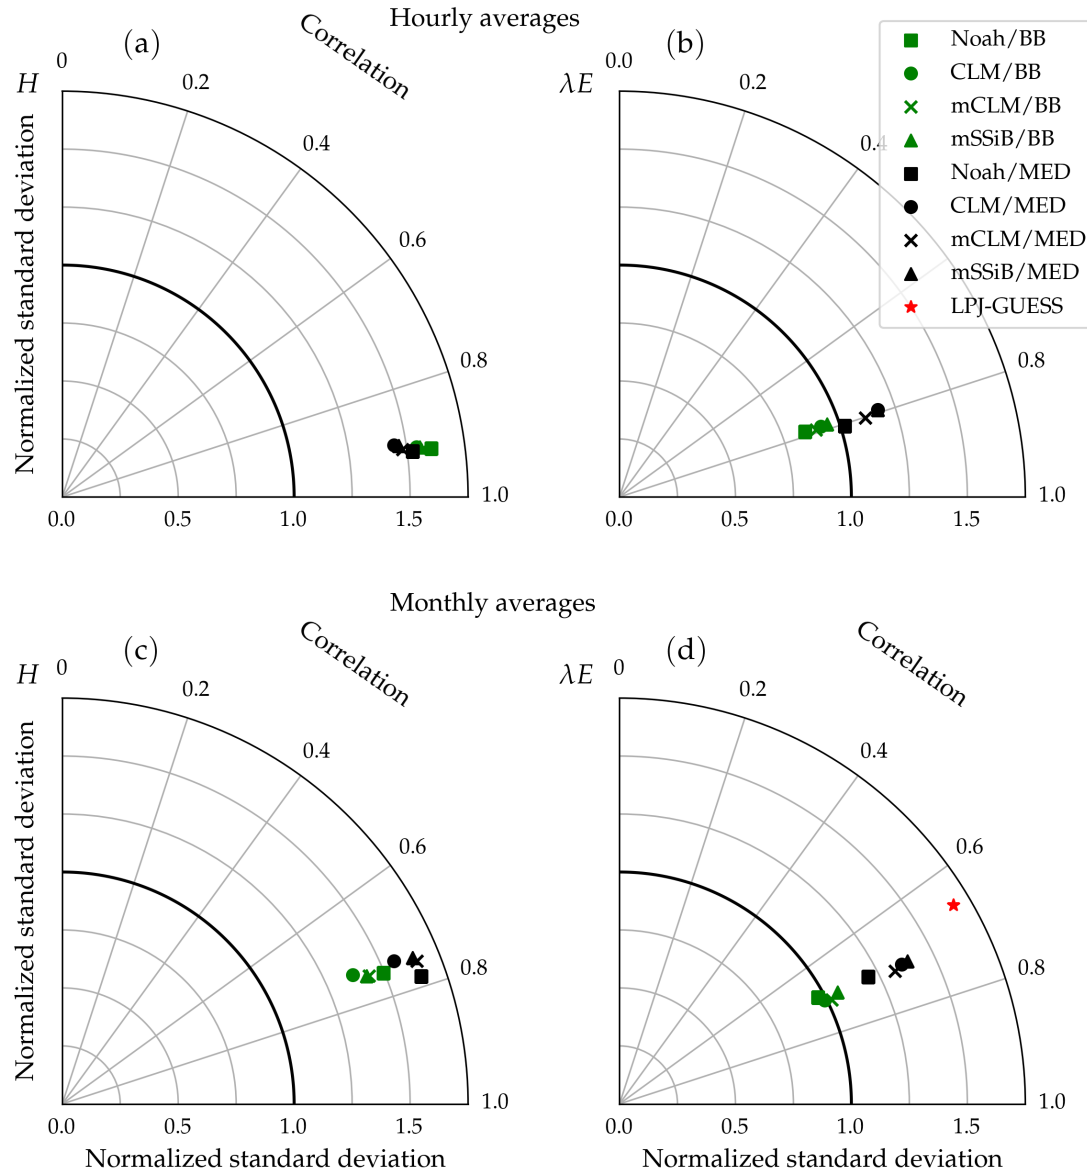 Hourly averages
(a)
Correlation
H
0
0.2
0.4
0.6
0.8
1.0
Normalized standard deviation
0.0
0.5
1.0
1.5
(b)
λE
0.0
0.2
0.4
0.8
1.0
0.0
0.5
1.0
1.5
Noah/BB
CLM/BB
mCLM/BB
mSSiB/BB
Noah/MED
CLM/MED
mCLM/MED
mSSiB/MED
LPJ-GUESS
Monthly averages
(c)
Correlation
H
0
0.2
0.4
0.6
0.8
1.0
Normalized standard deviation
0.0
0.5
1.0
1.5
Normalized standard deviation
(d)
Correlation
λE
0
0.2
0.4
0.6
0.8
1.0
0.0
0.5
1.0
1.5
Normalized standard deviation